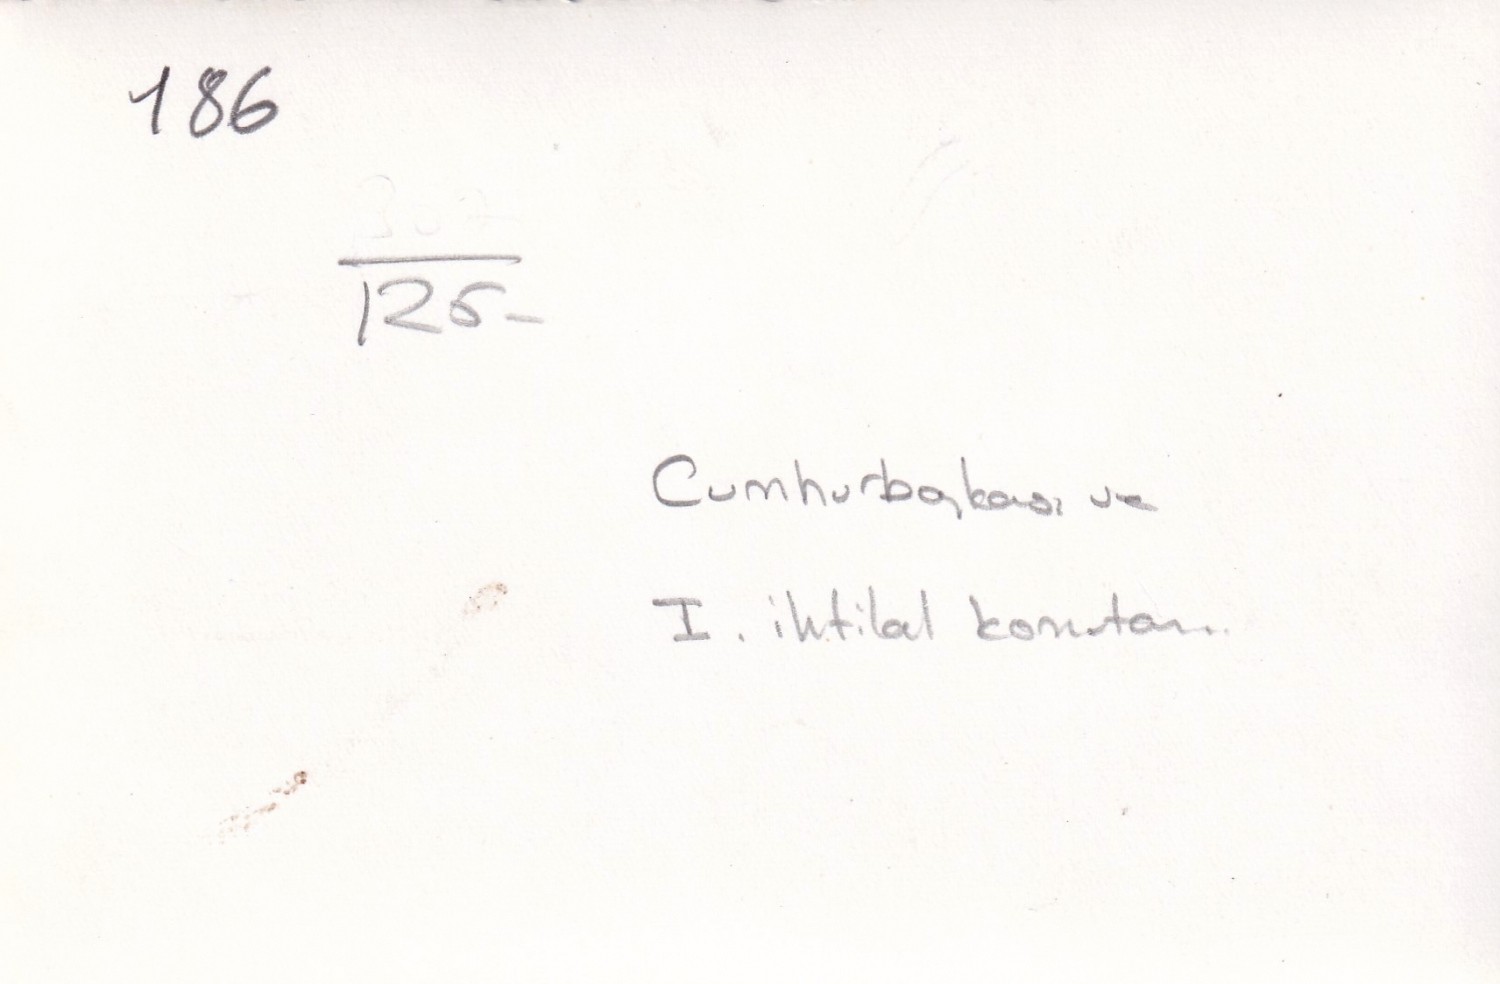 186
125-
Cumhurbaşkanı ve
I. ihtilal komutanı